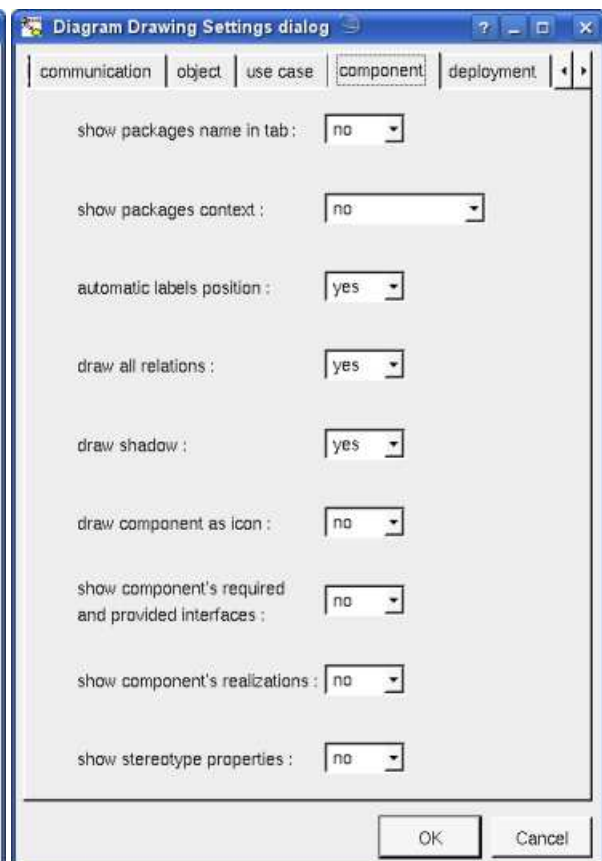 Diagram Drawing Settings dialog
communication object use case component deployment
show packages name in tab : no
show packages context : no
automatic labels position : yes
draw all relations : yes
draw shadow : yes
draw component as icon : no
show component's required
and provided interfaces : no
show component's realizations : no
show stereotype properties : no
OK Cancel